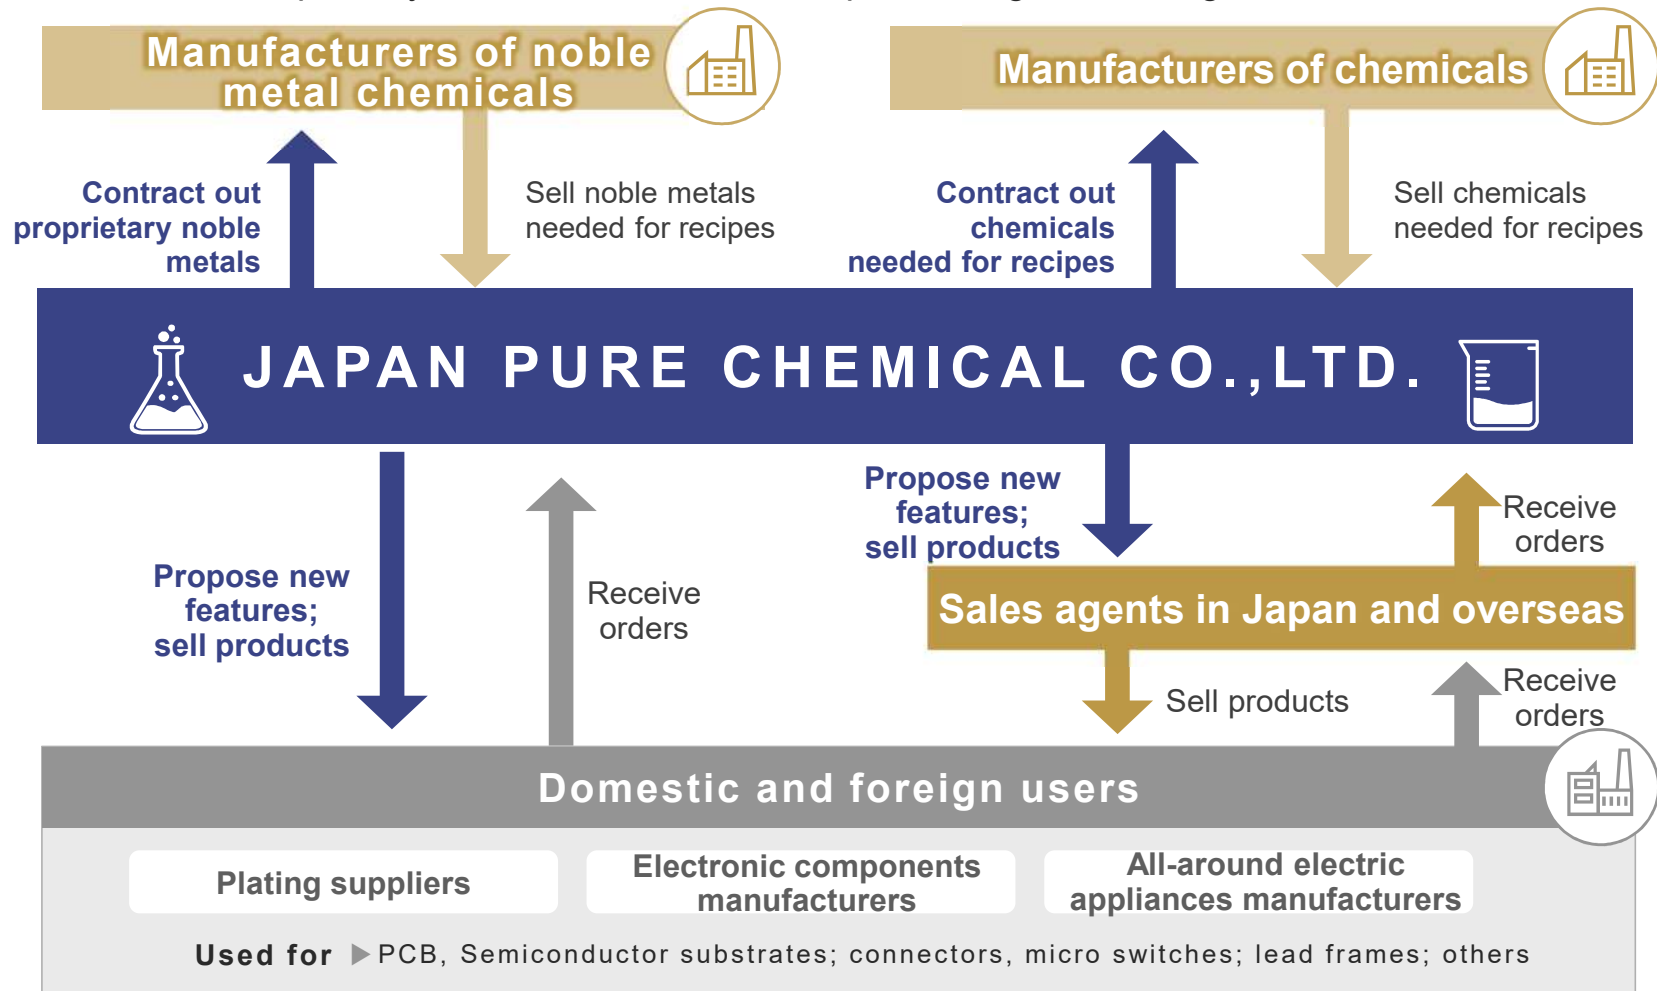 Manufacturers of noble
metal chemicals
Manufacturers of chemicals
Contract out
proprietary noble
metals
Sell noble metals
needed for recipes
Contract out
chemicals
needed for recipes
Sell chemicals
needed for recipes
JAPAN PURE CHEMICAL CO.,LTD.
Propose new
features;
sell products
Receive
orders
Propose new
features;
sell products
Receive
orders
Sales agents in Japan and overseas
Sell products
Receive
orders
Domestic and foreign users
Plating suppliers
Electronic components
manufacturers
All-around electric
appliances manufacturers
Used for ▶ PCB, Semiconductor substrates; connectors, micro switches; lead frames; others